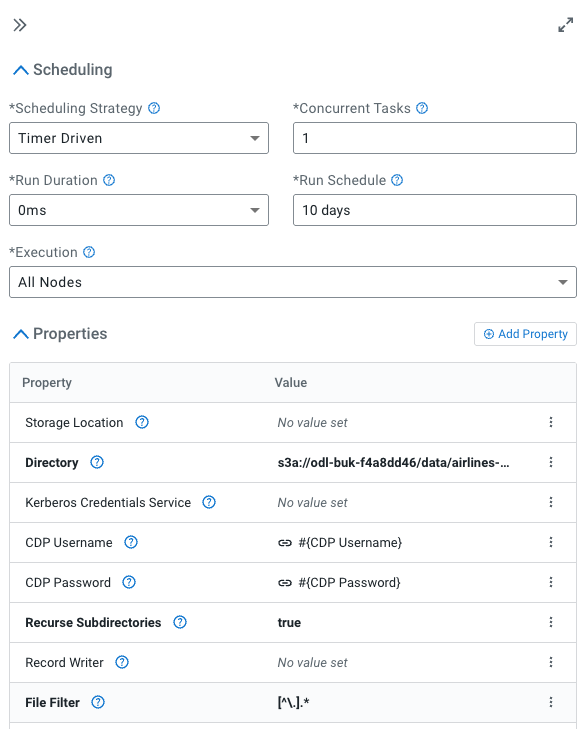 Scheduling
*Scheduling Strategy
*Concurrent Tasks
Timer Driven
1
*Run Duration
*Run Schedule
0ms
10 days
*Execution
All Nodes
Properties
Add Property
Property Value
Storage Location No value set
Directory s3a://odl-buk-f4a8dd46/data/airlines-...
Kerberos Credentials Service No value set
CDP Username #{CDP Username}
CDP Password #{CDP Password}
Recurse Subdirectories true
Record Writer No value set
File Filter [^\.].*